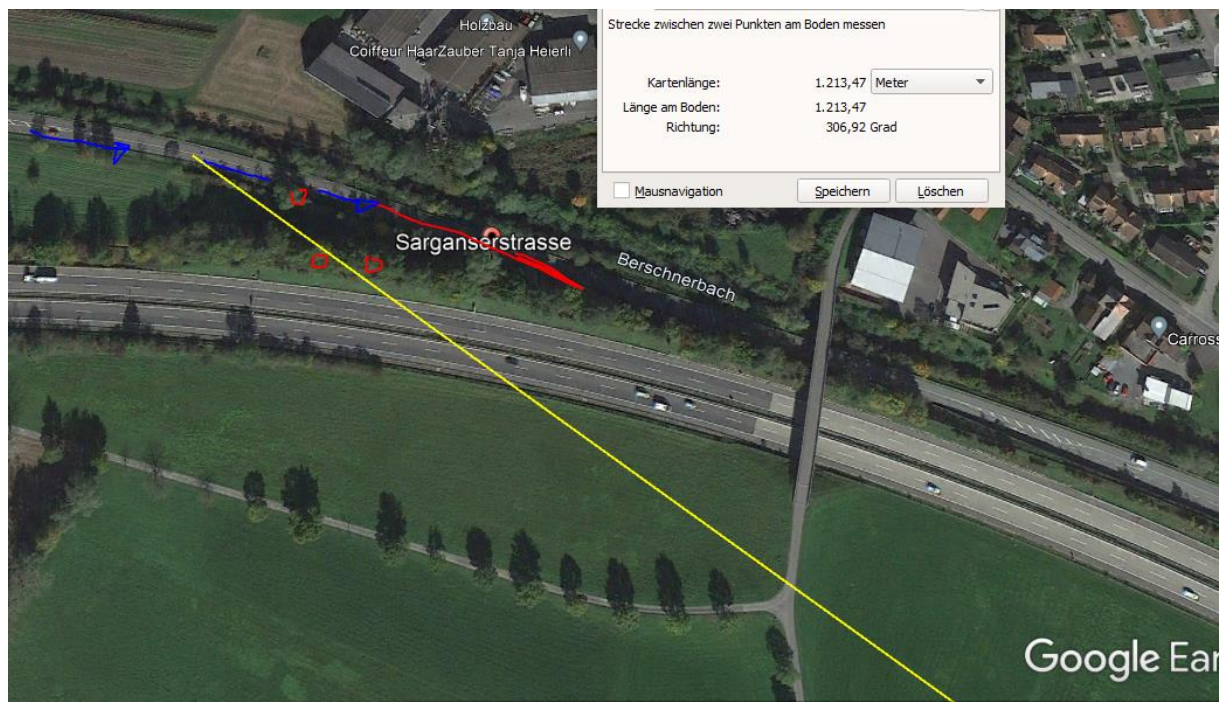 Holzbau
Coiffeur HaarZauber Tanja Heierli
Strecke zwischen zwei Punkten am Boden messen
Kartenlänge: 1.213,47 Meter
Länge am Boden: 1.213,47
Richtung: 306,92 Grad
Mausnavigation Speichern Löschen
Sarganserstrasse
Berschnerbach
Carross
Google Ear